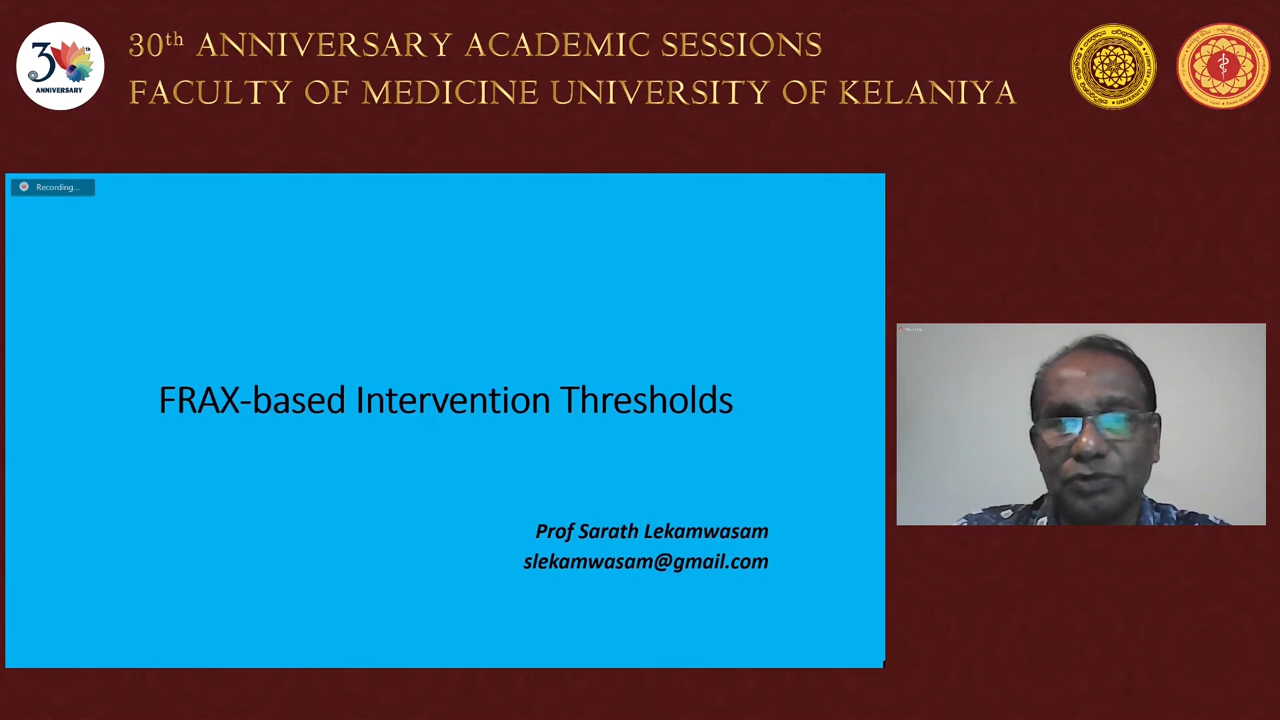 30th ANNIVERSARY
30th ANNIVERSARY ACADEMIC SESSIONS
FACULTY OF MEDICINE UNIVERSITY OF KELANIYA
Recording...
FRAX-based Intervention Thresholds
Prof Sarath Lekamwasam
slekamwasam@gmail.com